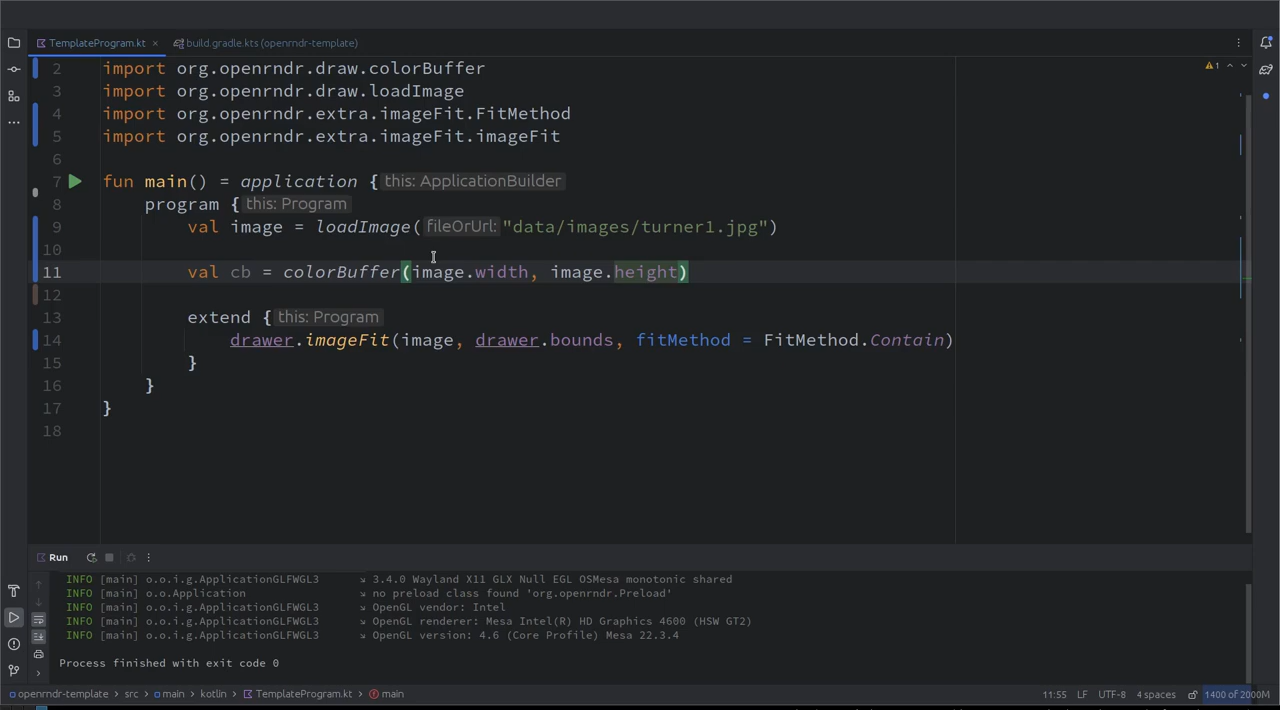 TemplateProgram.kt
build.gradle.kts (openrndr-template)
2 import org.openrndr.draw.colorBuffer
1
3 import org.openrndr.draw.loadImage
4 import org.openrndr.extra.imageFit.FitMethod
5 import org.openrndr.extra.imageFit.imageFit
6
7 fun main() = application { this: ApplicationBuilder
8 program { this: Program
9 val image = loadImage( fileOrUrl: "data/images/turner1.jpg")
10
11 val cb = colorBuffer(image.width, image.height)
12
13 extend { this: Program
14 drawer.imageFit(image, drawer.bounds, fitMethod = FitMethod.Contain)
15 }
16 }
17 }
18
Run
INFO [main] o.o.i.g.ApplicationGLFWGL3 ↘ 3.4.0 Wayland X11 GLX Null EGL OSMesa monotonic shared
INFO [main] o.o.Application ↘ no preload class found 'org.openrndr.Preload'
INFO [main] o.o.i.g.ApplicationGLFWGL3 ↘ OpenGL vendor: Intel
INFO [main] o.o.i.g.ApplicationGLFWGL3 ↘ OpenGL renderer: Mesa Intel(R) HD Graphics 4600 (HSW GT2)
INFO [main] o.o.i.g.ApplicationGLFWGL3 ↘ OpenGL version: 4.6 (Core Profile) Mesa 22.3.4
Process finished with exit code 0
openrndr-template > src > main > kotlin > TemplateProgram.kt > main
11:55 LF UTF-8 4 spaces 1400 of 2000M